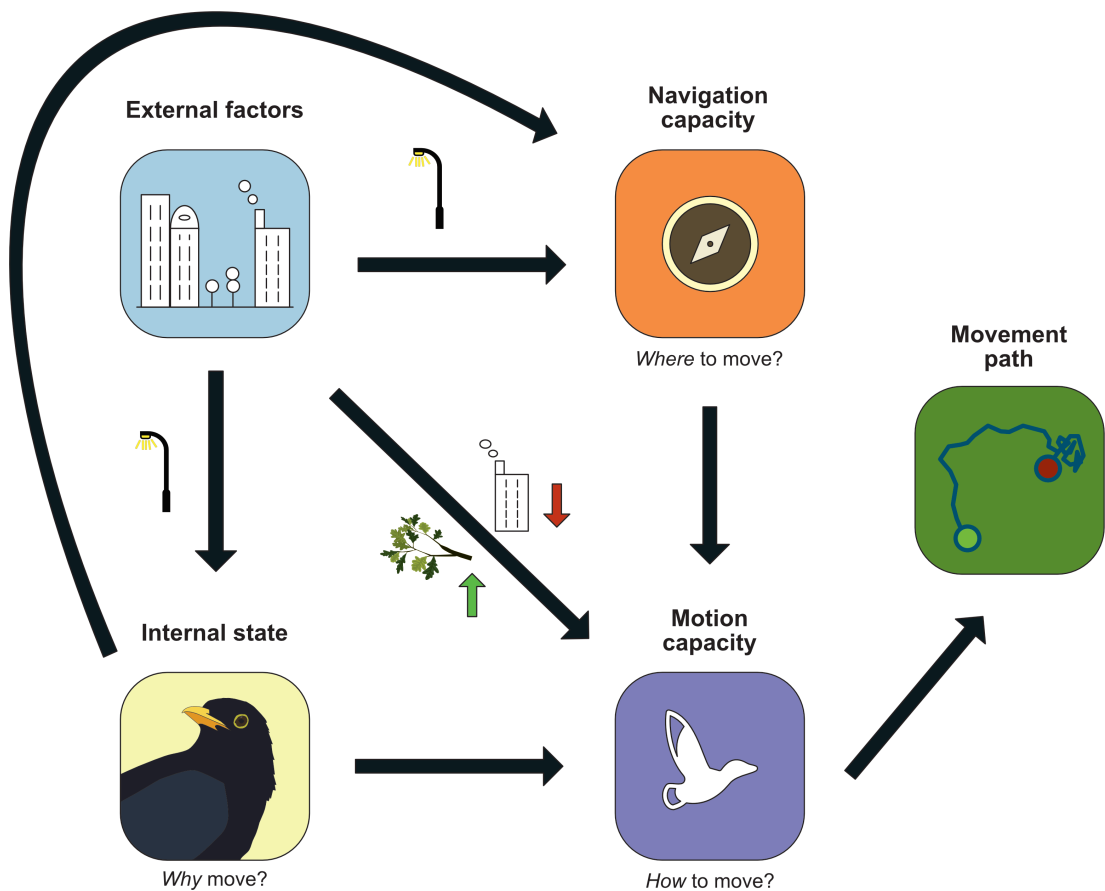 External factors
Navigation
capacity
Where to move?
Movement
path
Internal state
Why move?
Motion
capacity
How to move?